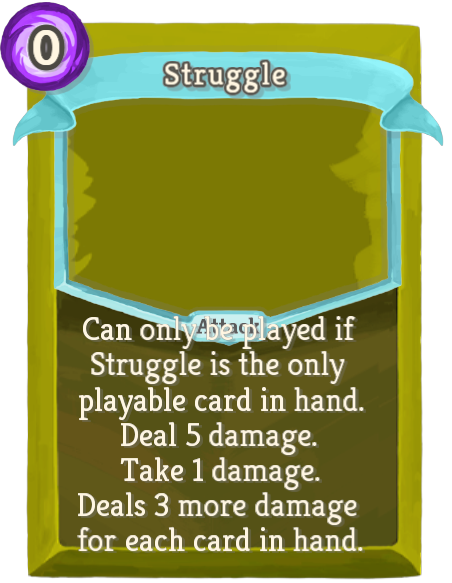 0
Struggle
Attack
Can only be played if
Struggle is the only
playable card in hand.
Deal 5 damage.
Take 1 damage.
Deals 3 more damage
for each card in hand.